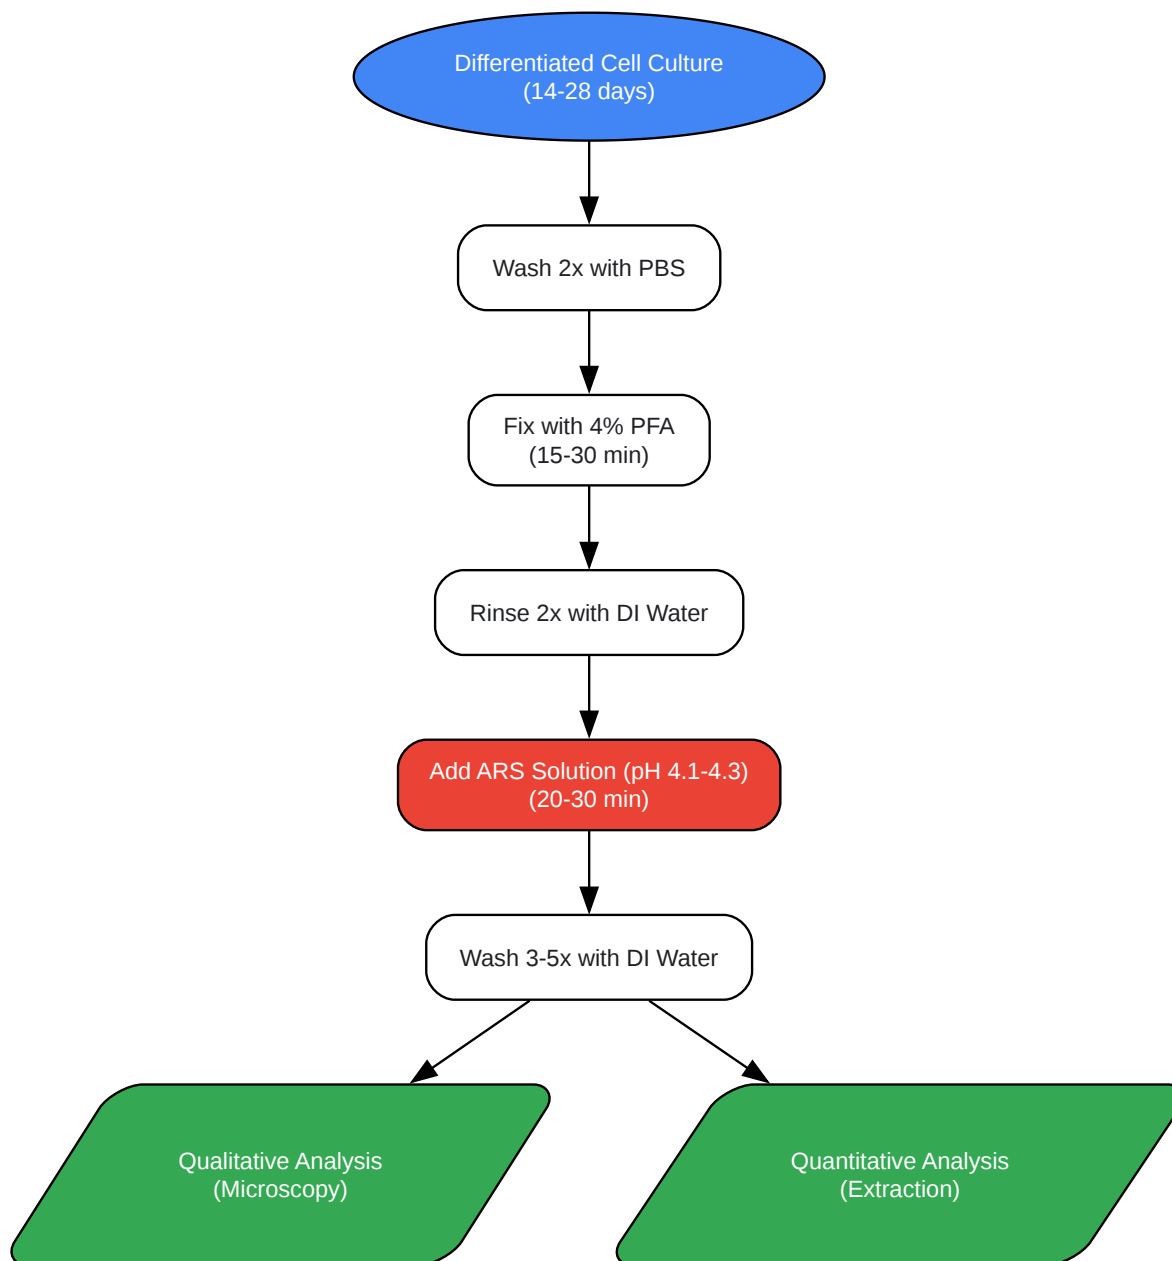 Differentiated Cell Culture
(14-28 days)
Wash 2x with PBS
Fix with 4% PFA
(15-30 min)
Rinse 2x with DI Water
Add ARS Solution (pH 4.1-4.3)
(20-30 min)
Wash 3-5x with DI Water
Qualitative Analysis
(Microscopy)
Quantitative Analysis
(Extraction)